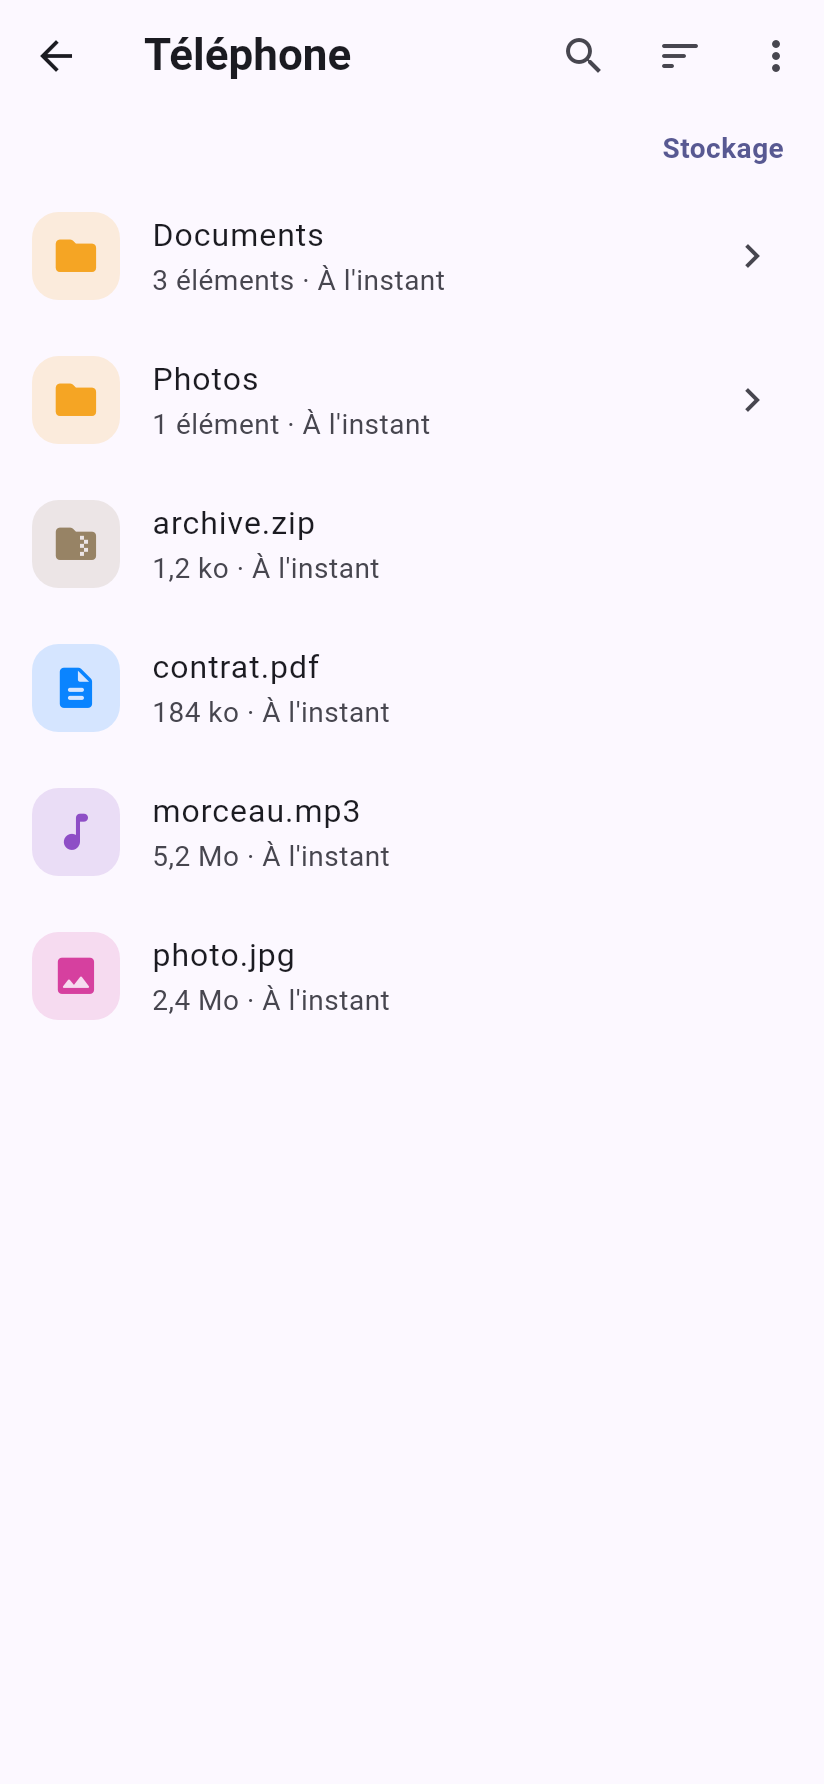 Téléphone
Stockage
Documents
3 éléments · À l'instant
Photos
1 élément · À l'instant
archive.zip
1,2 ko · À l'instant
contrat.pdf
184 ko · À l'instant
morceau.mp3
5,2 Mo · À l'instant
photo.jpg
2,4 Mo · À l'instant